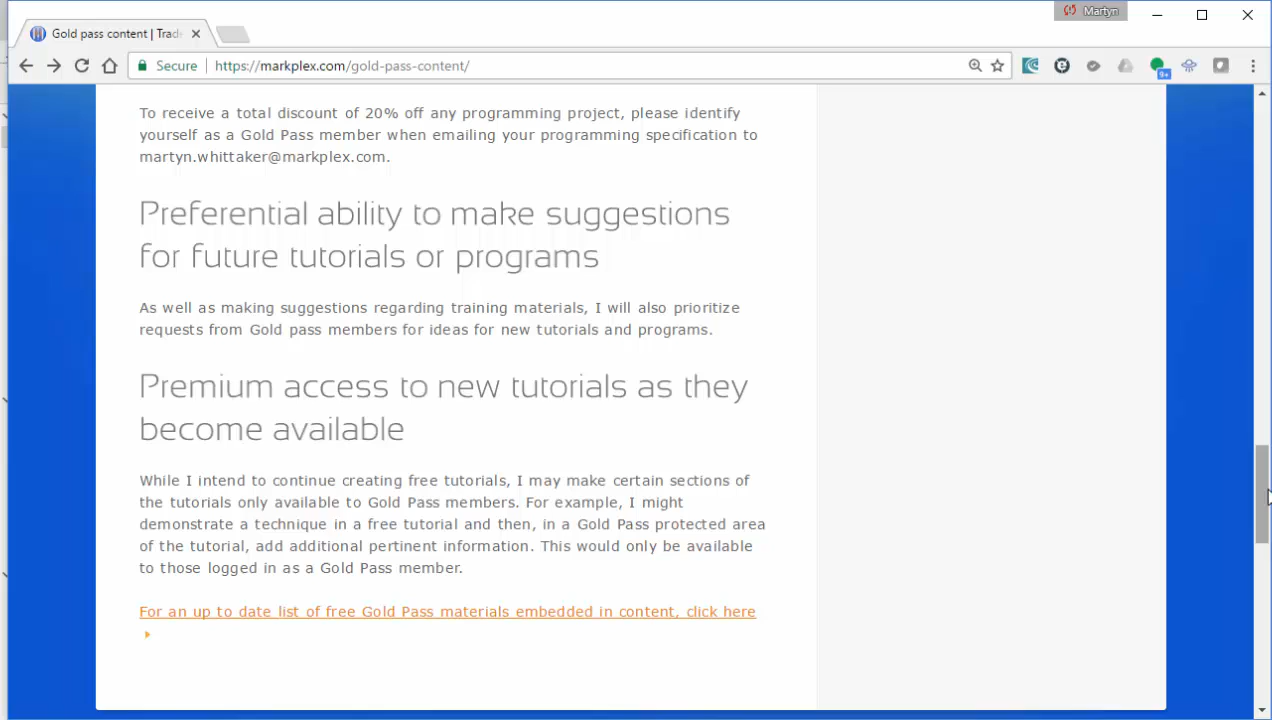 Martyn
Gold pass content | Trad
Secure https://markplex.com/gold-pass-content/
9+
To receive a total discount of 20% off any programming project, please identify
yourself as a Gold Pass member when emailing your programming specification to
martyn.whittaker@markplex.com.
Preferential ability to make suggestions
for future tutorials or programs
As well as making suggestions regarding training materials, I will also prioritize
requests from Gold pass members for ideas for new tutorials and programs.
Premium access to new tutorials as they
become available
While I intend to continue creating free tutorials, I may make certain sections of
the tutorials only available to Gold Pass members. For example, I might
demonstrate a technique in a free tutorial and then, in a Gold Pass protected area
of the tutorial, add additional pertinent information. This would only be available
to those logged in as a Gold Pass member.
For an up to date list of free Gold Pass materials embedded in content, click here